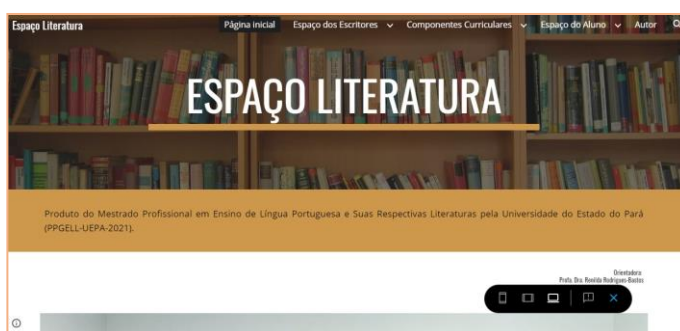 Espaço Literatura
Página inicial Espaço dos Escritores Componentes Curriculares Espaço do Aluno Autor
ESPAÇO LITERATURA
Produto do Mestrado Profissional em Ensino de Língua Portuguesa e Suas Respectivas Literaturas pela Universidade do Estado do Pará
(PPGELL-UEPA-2021).
Orientadora
Profa. Dra. Renilda Rodrigues-Bastos